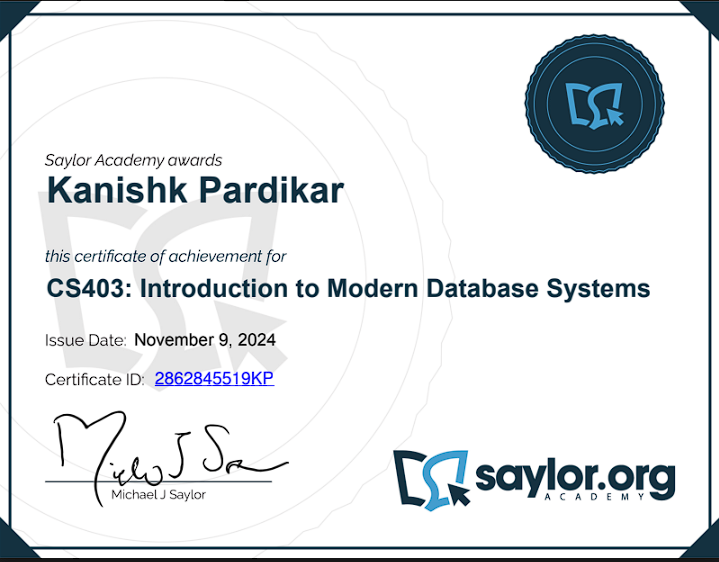 Saylor Academy awards
Kanishk Pardikar
this certificate of achievement for
CS403: Introduction to Modern Database Systems
Issue Date: November 9, 2024
Certificate ID: 2862845519KP
Michael J Saylor
saylor.org
ACADEMY